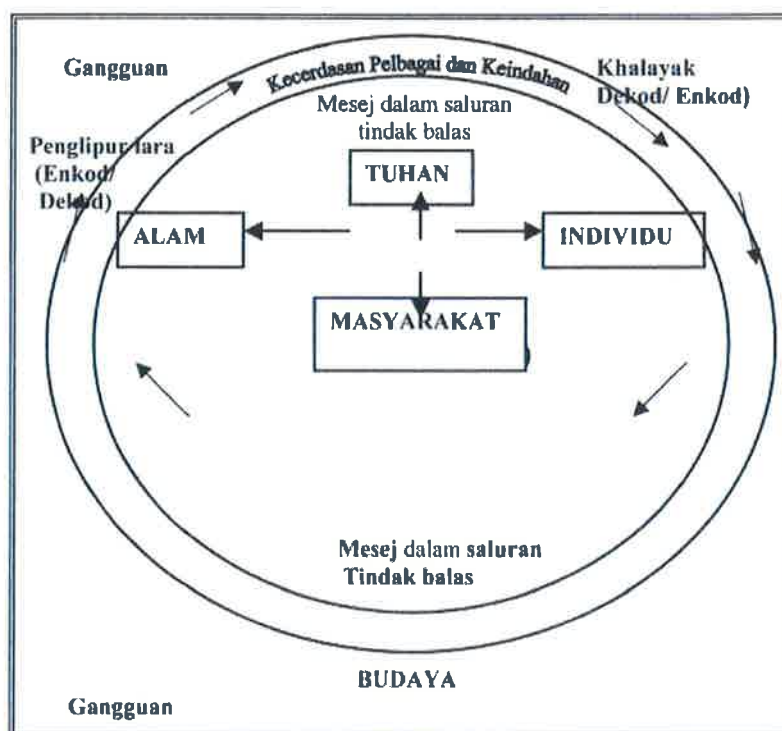 Gangguan
Kecerdasan Pelbagai dan Keindahan
Khalayak
Dekod/ Enkod)
Mesej dalam saluran
tindak balas
Penglipur lara
(Enkod/
Dekod)
TUHAN
ALAM
INDIVIDU
MASYARAKAT
)
Mesej dalam saluran
Tindak balas
BUDAYA
Gangguan